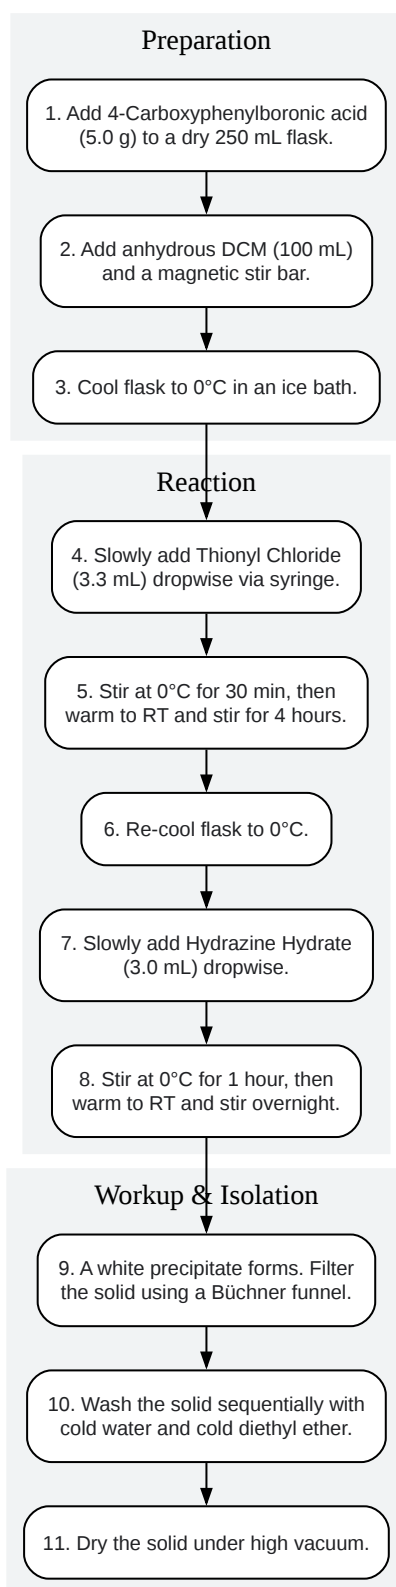 Preparation
1. Add 4-Carboxyphenylboronic acid
(5.0 g) to a dry 250 mL flask.
2. Add anhydrous DCM (100 mL)
and a magnetic stir bar.
3. Cool flask to 0°C in an ice bath.
Reaction
4. Slowly add Thionyl Chloride
(3.3 mL) dropwise via syringe.
5. Stir at 0°C for 30 min, then
warm to RT and stir for 4 hours.
6. Re-cool flask to 0°C.
7. Slowly add Hydrazine Hydrate
(3.0 mL) dropwise.
8. Stir at 0°C for 1 hour, then
warm to RT and stir overnight.
Workup & Isolation
9. A white precipitate forms. Filter
the solid using a Büchner funnel.
10. Wash the solid sequentially with
cold water and cold diethyl ether.
11. Dry the solid under high vacuum.